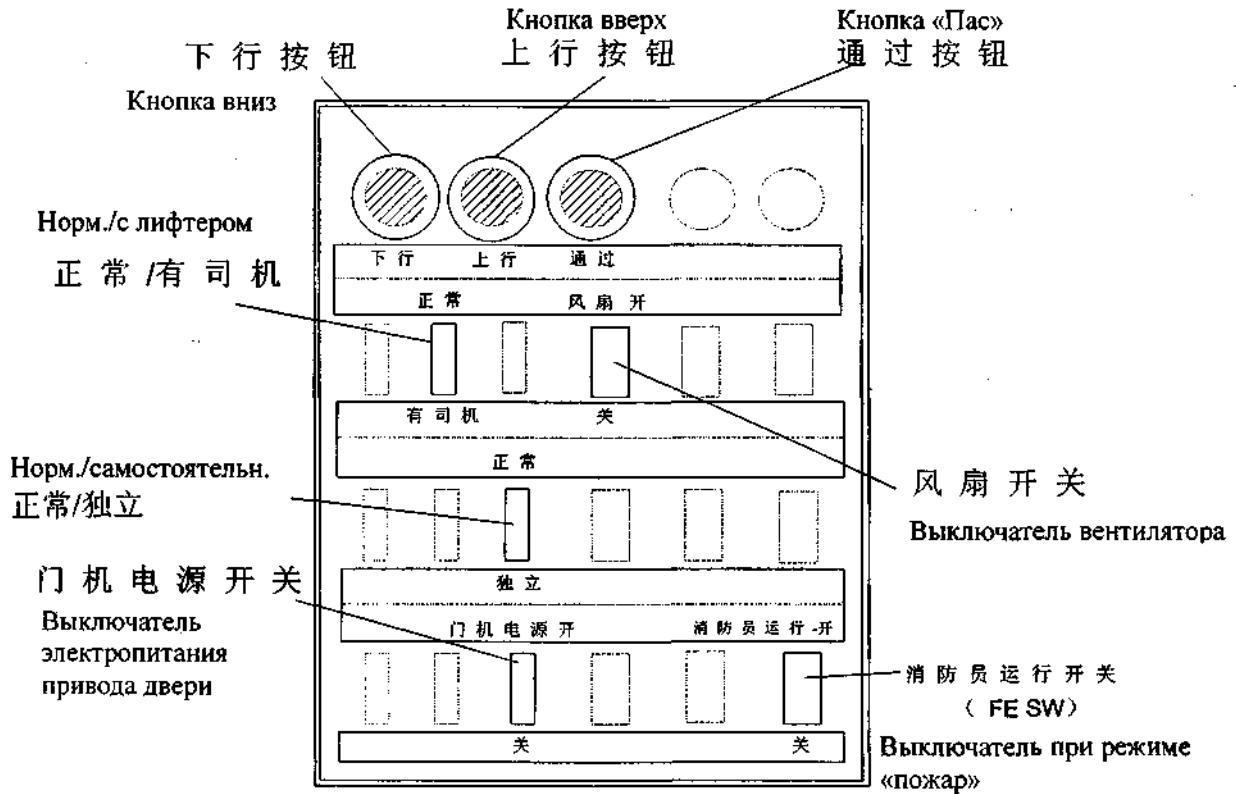 Кнопка вверх
Кнопка «Пас»
下行按钮
上行按钮
通过按钮
Кнопка вниз
Норм./с лифтером
正常/有司机
下行 上行 通过
正常 风扇开
有司机 关
正常
Норм./самостоятельн.
正常/独立
风扇开关
Выключатель вентилятора
门机电源开关
Выключатель
электропитания
привода двери
独立
门机电源开 消防员运行-开
消防员运行开关
( FE SW)
关 关
Выключатель при режиме
«пожар»